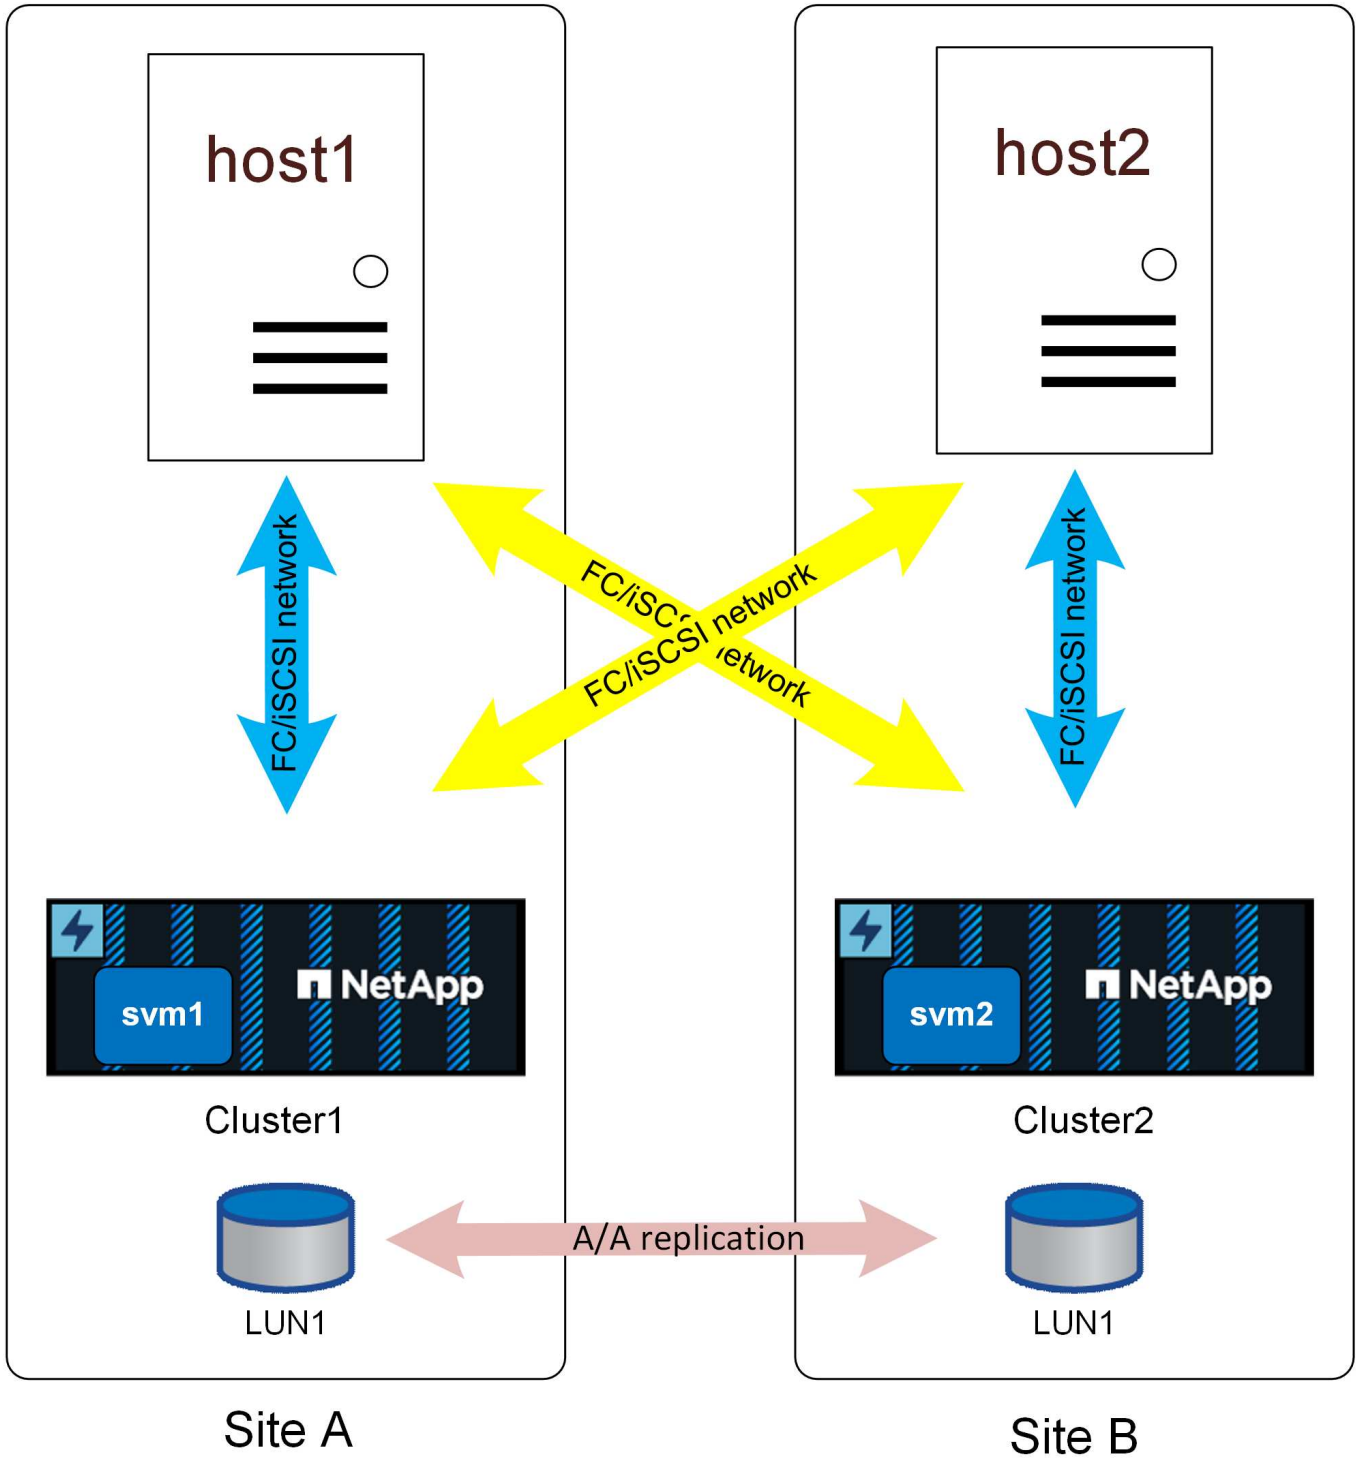 host1
host2
FC/iSCSI network
FC/iSCSI network
FC/iSCSI network
FC/iSCSI network
svm1
NetApp
svm2
NetApp
Cluster1
Cluster2
A/A replication
LUN1
LUN1
Site A
Site B